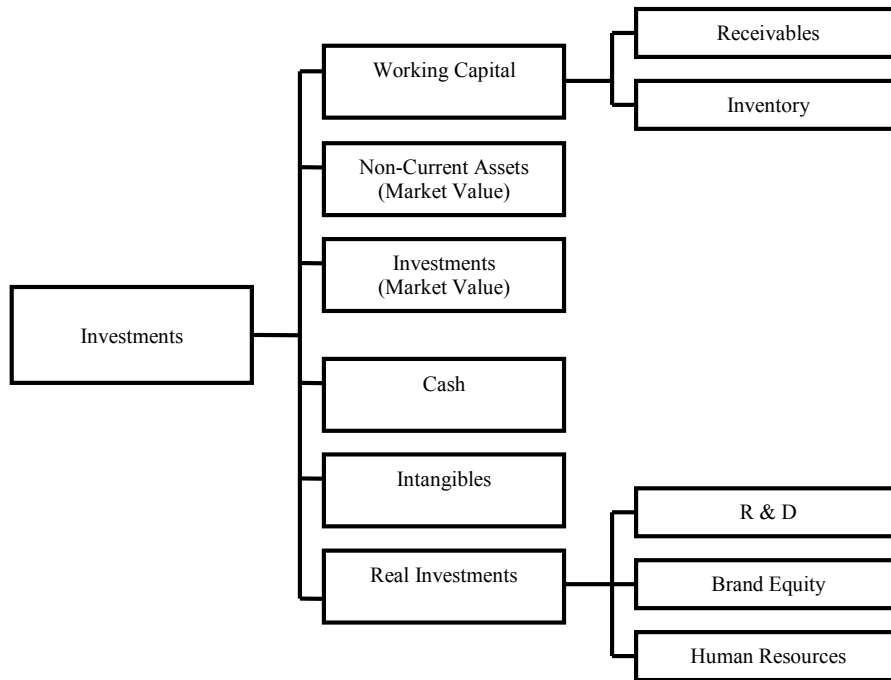 Receivables
Working Capital
Inventory
Non-Current Assets
(Market Value)
Investments
(Market Value)
Investments
Cash
Intangibles
R & D
Real Investments
Brand Equity
Human Resources